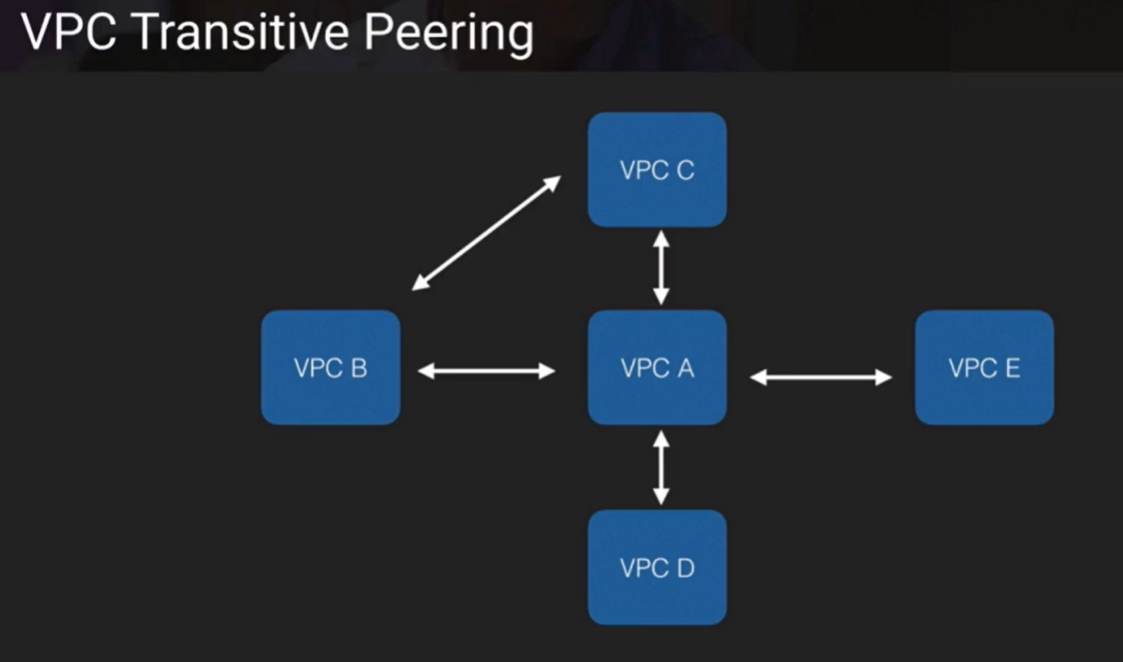 VPC Transitive Peering
VPC C
VPC B
VPC A
VPC E
VPC D